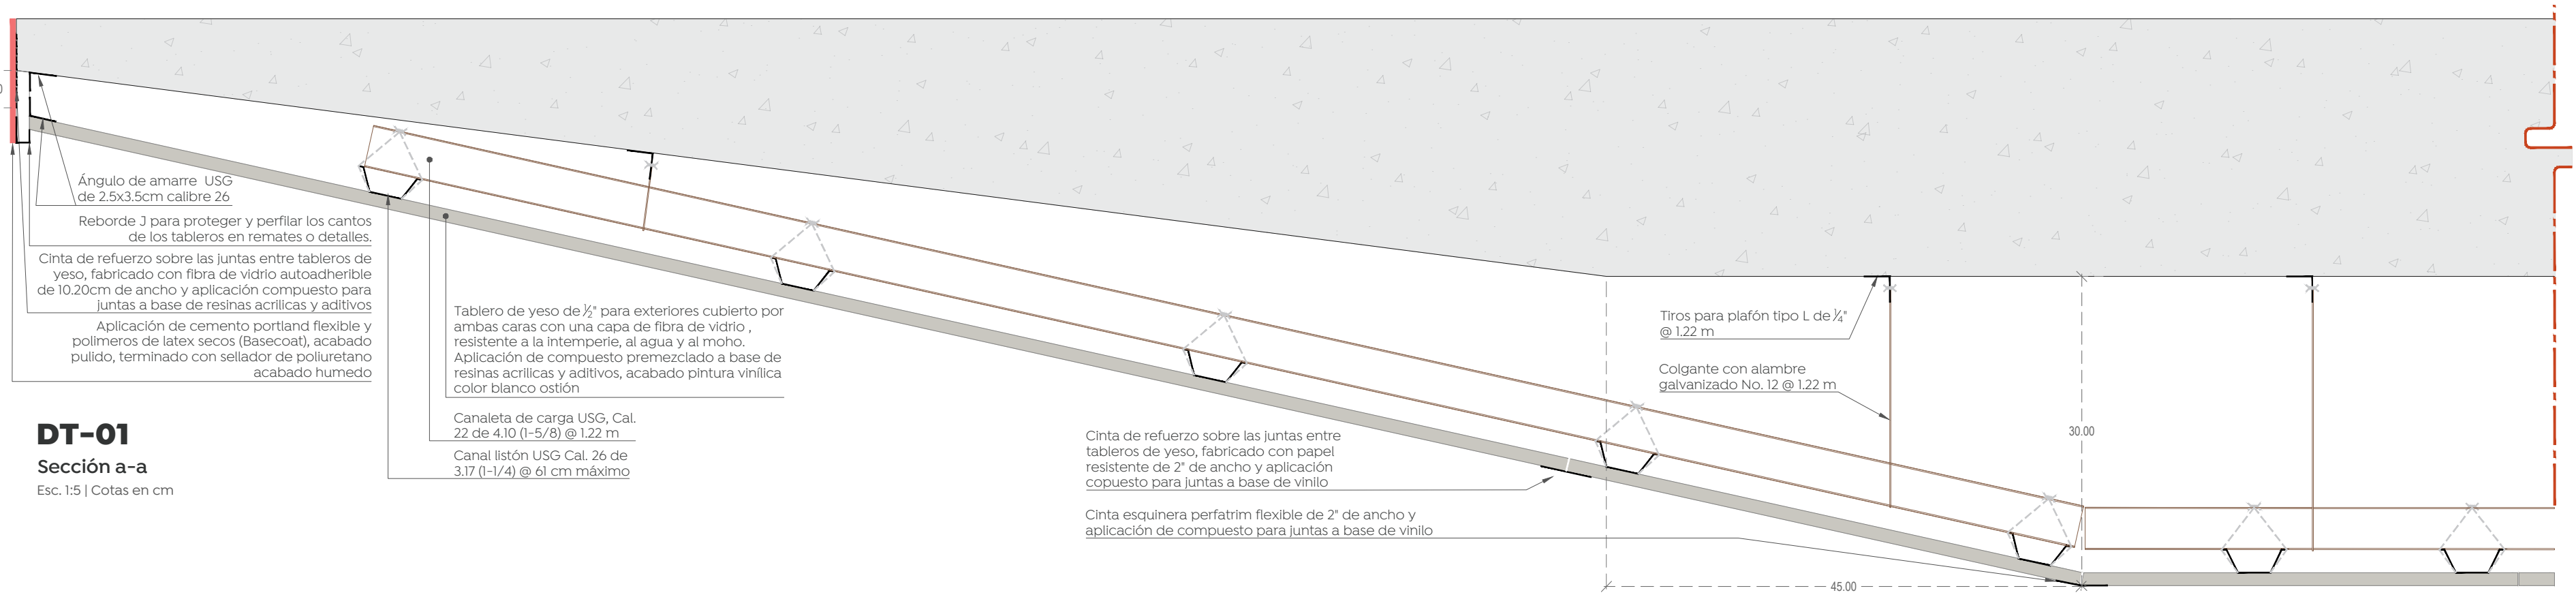 Ángulo de amarre USG
de 2.5x3.5cm calibre 26
Reborde J para proteger y perfilar los cantos
de los tableros en remates o detalles.
Cinta de refuerzo sobre las juntas entre tableros de
yeso, fabricado con fibra de vidrio autoadherible
de 10.20cm de ancho y aplicación compuesto para
juntas a base de resinas acrilicas y aditivos
Aplicación de cemento portland flexible y
polimeros de latex secos (Basecoat), acabado
pulido, terminado con sellador de poliuretano
acabado humedo
DT-01
Sección a-a
Esc. 1:5 | Cotas en cm
Tablero de yeso de ½" para exteriores cubierto por
ambas caras con una capa de fibra de vidrio ,
resistente a la intemperie, al agua y al moho.
Aplicación de compuesto premezclado a base de
resinas acrilicas y aditivos, acabado pintura vinílica
color blanco ostión
Canaleta de carga USG, Cal.
22 de 4.10 (1-5/8) @ 1.22 m
Canal listón USG Cal. 26 de
3.17 (1-1/4) @ 61 cm máximo
Cinta de refuerzo sobre las juntas entre
tableros de yeso, fabricado con papel
resistente de 2" de ancho y aplicación
copuesto para juntas a base de vinilo
Cinta esquinera perfatrim flexible de 2" de ancho y
aplicación de compuesto para juntas a base de vinilo
Tiros para plafón tipo L de ¼"
@ 1.22 m
Colgante con alambre
galvanizado No. 12 @ 1.22 m
30.00
45.00